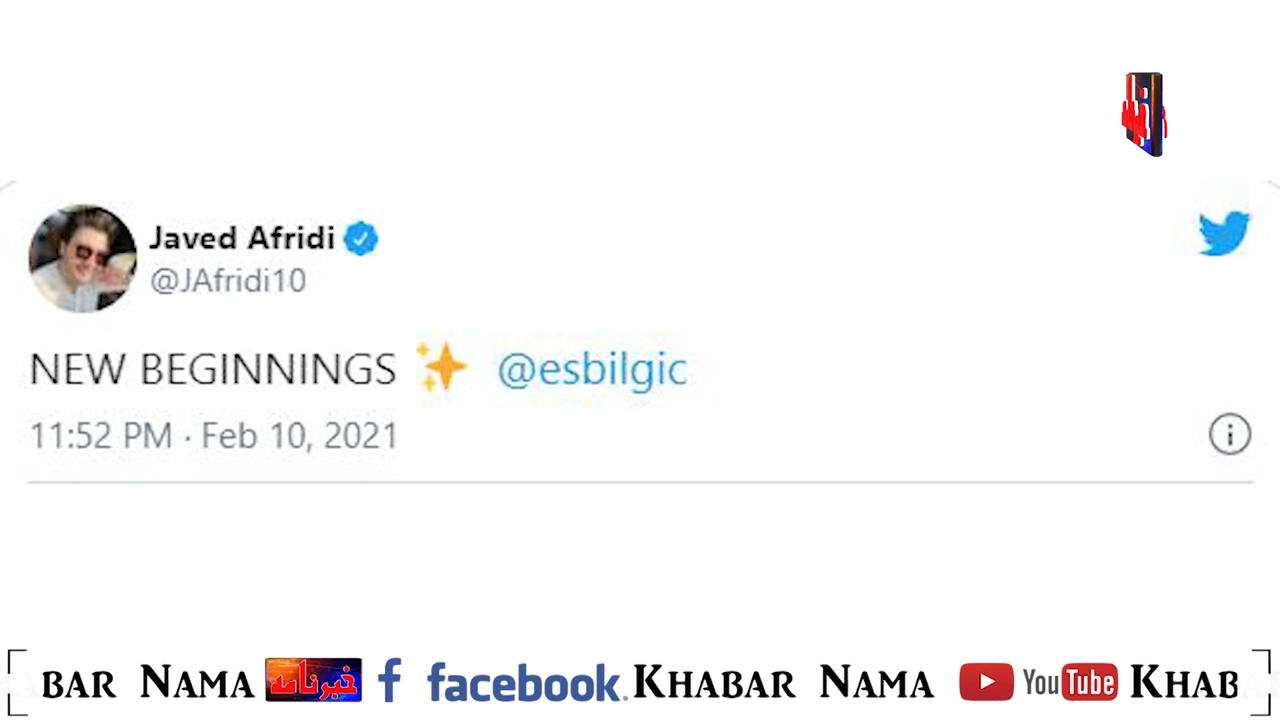 Javed Afridi
@JAfridi10
NEW BEGINNINGS ✨ @esbilgic
11:52 PM · Feb 10, 2021
BAR NAMA خبرنامہ f facebook. KHABAR NAMA YouTube KHAB